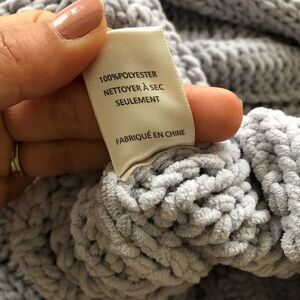 100%POLYESTER
NETTOYER À SEC
SEULEMENT
FABRIQUÉ EN CHINE